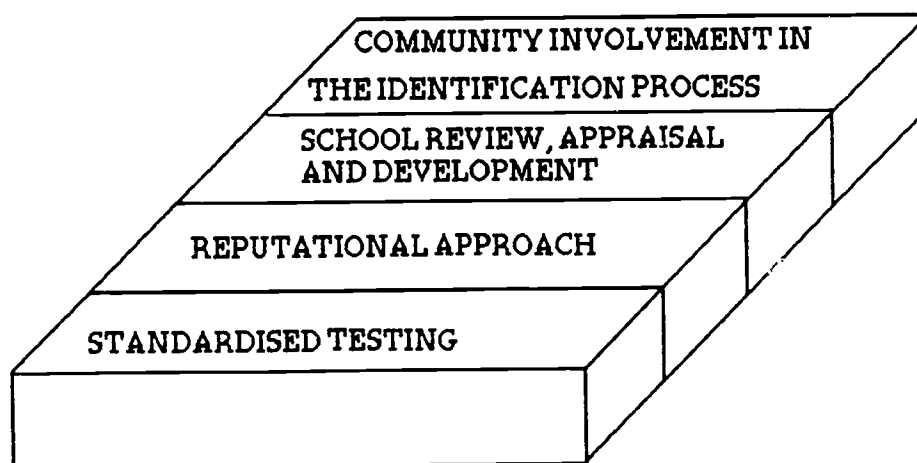 COMMUNITY INVOLVEMENT IN
THE IDENTIFICATION PROCESS
SCHOOL REVIEW, APPRAISAL
AND DEVELOPMENT
REPUTATIONAL APPROACH
STANDARDISED TESTING